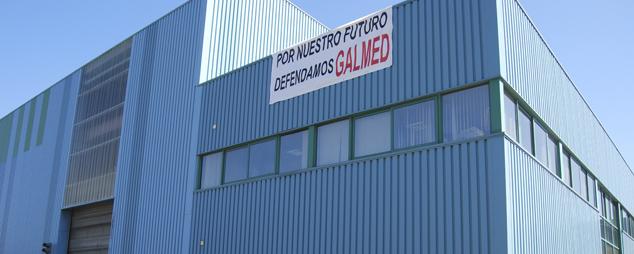 POR NUESTRO FUTURO
DEFENDAMOS GALMED